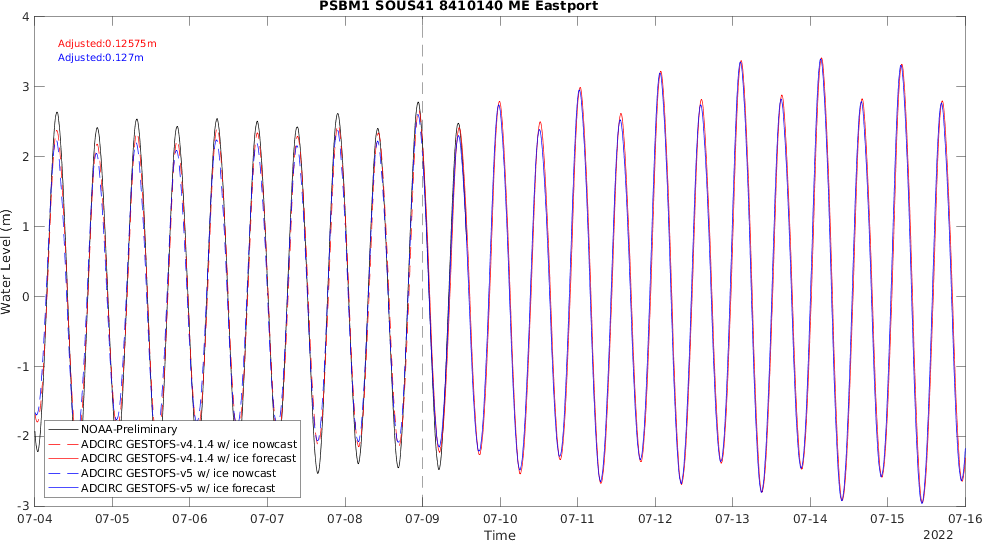 PSBM1 SOUS41 8410140 ME Eastport
Adjusted:0.12575m
Adjusted:0.127m
Water Level (m)
4
3
2
1
0
-1
-2
-3
NOAA-Preliminary
ADCIRC GESTOFS-v4.1.4 w/ ice nowcast
ADCIRC GESTOFS-v4.1.4 w/ ice forecast
ADCIRC GESTOFS-v5 w/ ice nowcast
ADCIRC GESTOFS-v5 w/ ice forecast
07-04 07-05 07-06 07-07 07-08 07-09 07-10 07-11 07-12 07-13 07-14 07-15 07-16
Time
2022